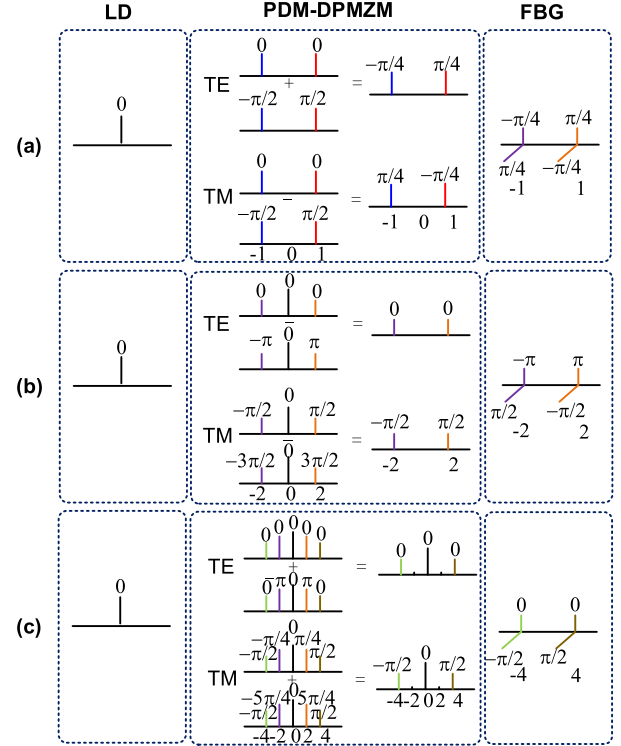 LD PDM-DPMZM FBG
(a)
0
0 0
TE + = −π/4 π/4
−π/2 π/2
0 0
TM − = π/4 −π/4
−π/2 π/2
-1 0 1
-1 0 1
−π/4 π/4
π/4 −π/4
-1 1
(b)
0
0 0 0
TE − = 0 0
−π 0 π
−π/2 0 π/2
TM − = −π/2 π/2
−3π/2 0 3π/2
-2 0 2
-2 2
−π π
π/2 −π/2
-2 2
(c)
0
0 0 0 0 0
TE + = 0 0 0
0 −π 0 π 0
0
−π/4 π/4
−π/2 π/2
TM + = −π/2 0 π/2
−5π/4 0 5π/4
−π/2 π/2
-4 -2 0 2 4
-4 -2 0 2 4
0 0
−π/2 π/2
-4 4